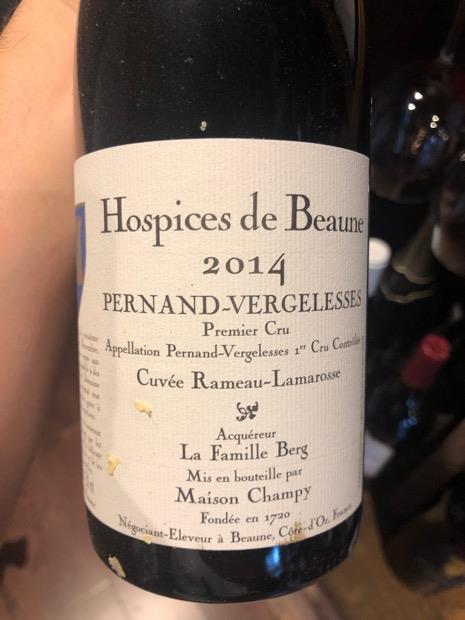 Hospices de Beaune
2014
PERNAND-VERGELESSES
Premier Cru
Appellation Pernand-Vergelesses 1er Cru Contrôlée
Cuvée Rameau-Lamarosse
Acquéreur
La Famille Berg
Mis en bouteille par
Maison Champy
Fondée en 1720
Négociant-Eleveur à Beaune, Côte-d'Or, France